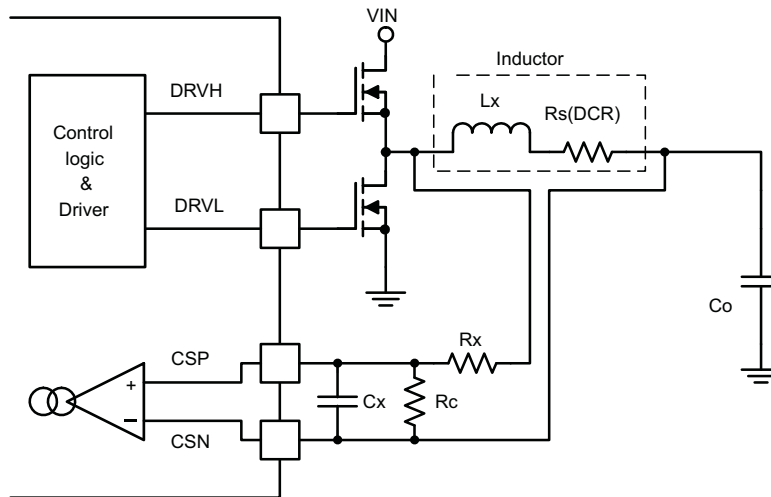 VIN
Inductor
DRVH
Lx
Rs(DCR)
Control
logic
&
Driver
DRVL
Co
Rx
CSP
+
Cx
Rc
–
CSN